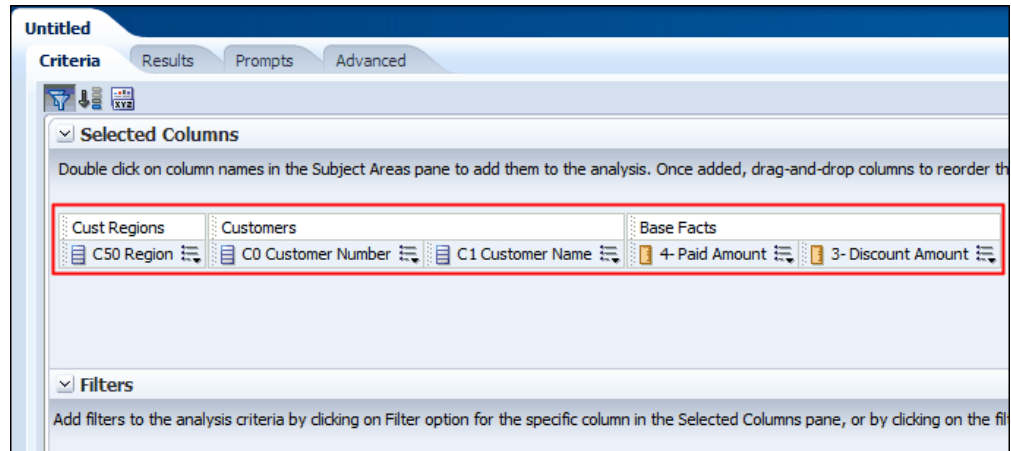 Untitled
Criteria Results Prompts Advanced
XYZ
Selected Columns
Double click on column names in the Subject Areas pane to add them to the analysis. Once added, drag-and-drop columns to reorder th
Cust Regions Customers Base Facts
C50 Region C0 Customer Number C1 Customer Name 4- Paid Amount 3- Discount Amount
Filters
Add filters to the analysis criteria by clicking on Filter option for the specific column in the Selected Columns pane, or by clicking on the fil